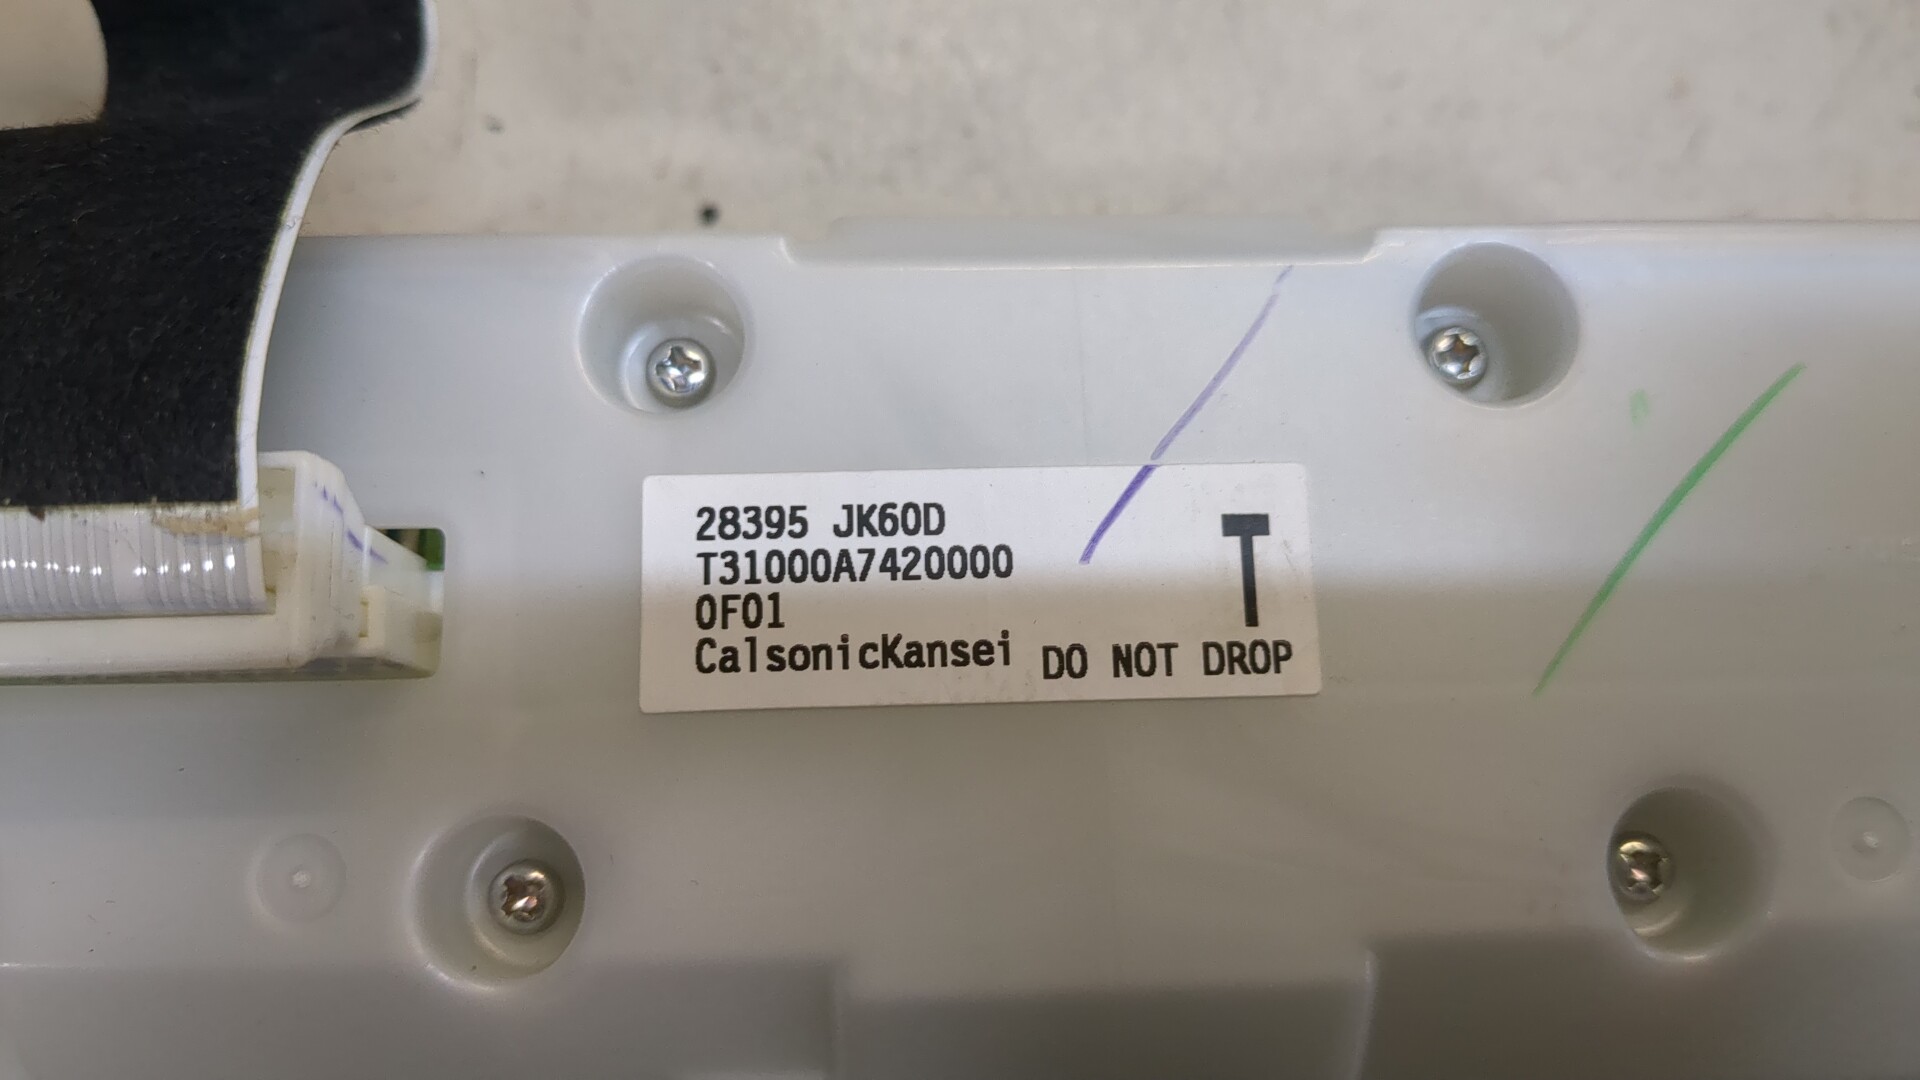 28395 JK60D
T31000A7420000
0F01
CalsonicKansei
T
DO NOT DROP